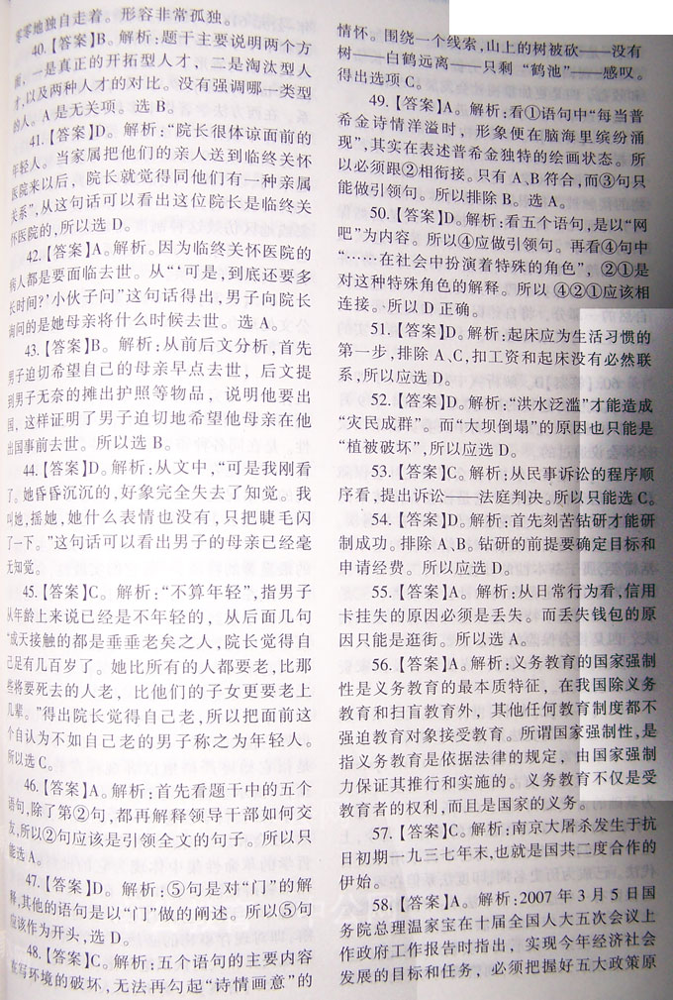 零零地独自走着。形容非常孤独。
40.【答案】B。解析:题干主要说明两个方
面,一是真正的开拓型人才,二是淘汰型人
才,以及两种人才的对比。没有强调哪一类型
的人。A是无关项。选B。
41.【答案】D。解析:“院长很体谅面前的
年轻人。当家属把他们的亲人送到临终关怀
医院来以后,院长就觉得同他们有一种亲属
关系”,从这句话可以看出这位院长是临终关
怀医院的,所以选D。
42.【答案】A。解析。因为临终关怀医院的
病人都是要面临去世。从“‘可是,到底还要多
长时间?’小伙子问”这句话得出,男子向院长
询问的是她母亲将什么时候去世。选A。
43.【答案】B。解析:从前后文分析,首先
男子迫切希望自己的母亲早点去世,后文提
到男子无奈的摊出护照等物品,说明他要出
国,这样证明了男子迫切地希望他母亲在他
出国事前去世。所以选B。
44.【答案】D。解析:从文中,“可是我刚看
了。她昏昏沉沉的,好象完全失去了知觉。我
叫她,摇她,她什么表情也没有,只把睫毛闪
了一下。”这句话可以看出男子的母亲已经毫
无知觉。
45.【答案】C。解析:“不算年轻”,指男子
从年龄上来说已经是不年轻的,从后面几句
“成天接触的都是垂垂老矣之人,院长觉得自
己足有几百岁了。她比所有的人都要老,比那
些将要死去的人老,比他们的子女更要老上
几辈。”得出院长觉得自己老,所以把面前这
个自认为不如自己老的男子称之为年轻人。
所以选C。
46.【答案】A。解析:首先看题干中的五个
语句,除了第②句,都再解释领导干部如何交
友,所以②句应该是引领全文的句子。所以只
能选A。
47.【答案】D。解析:⑤句是对“门”的解
释,其他的语句是以“门”做的阐述。所以⑤句
应该作为开头,选D。
48.【答案】C。解析:五个语句的主要内容
在写环境的破坏,无法再勾起“诗情画意”的
情怀。围绕一个线索,山上的树被砍——没有
树——白鹤远离——只剩“鹤池”——感叹。
得出选项C。
49.【答案】A。解析:看①语句中“每当普
希金诗情洋溢时,形象便在脑海里缤纷涌
现”,其实在表述普希金独特的绘画状态。所
以必须跟②相衔接。只有A、B符合,而③句只
能做引领句。所以排除B。选A。
50.【答案】D。解析:看五个语句,是以“网
吧”为内容。所以④应做引领句。再看④句中
“……在社会中扮演着特殊的角色”,②①是
对这种特殊角色的解释。所以④②①应该相
连接。所以D正确。
51.【答案】D。解析:起床应为生活习惯的
第一步,排除A、C,扣工资和起床没有必然联
系,所以应选D。
52.【答案】D。解析:“洪水泛滥”才能造成
“灾民成群”。而“大坝倒塌”的原因也只能是
“植被破坏”,所以应选D。
53.【答案】C。解析:从民事诉讼的程序顺
序看,提出诉讼——法庭判决。所以只能选C。
54.【答案】D。解析:首先刻苦钻研才能研
制成功。排除A、B。钻研的前提要确定目标和
申请经费。所以应选D。
55.【答案】A。解析:从日常行为看,信用
卡挂失的原因必须是丢失。而丢失钱包的原
因只能是逛街。所以选A。
56.【答案】A。解析:义务教育的国家强制
性是义务教育的最本质特征,在我国除义务
教育和扫盲教育外,其他任何教育制度都不
强迫教育对象接受教育。所谓国家强制性,是
指义务教育是依据法律的规定,由国家强制
力保证其推行和实施的。义务教育不仅是受
教育者的权利,而且是国家的义务。
57.【答案】C。解析:南京大屠杀发生于抗
日初期一九三七年末,也就是国共二度合作的
伊始。
58.【答案】A。解析:2007年3月5日国
务院总理温家宝在十届全国人大五次会议上
作政府工作报告时指出,实现今年经济社会
发展的目标和任务,必须把握好五大政策原